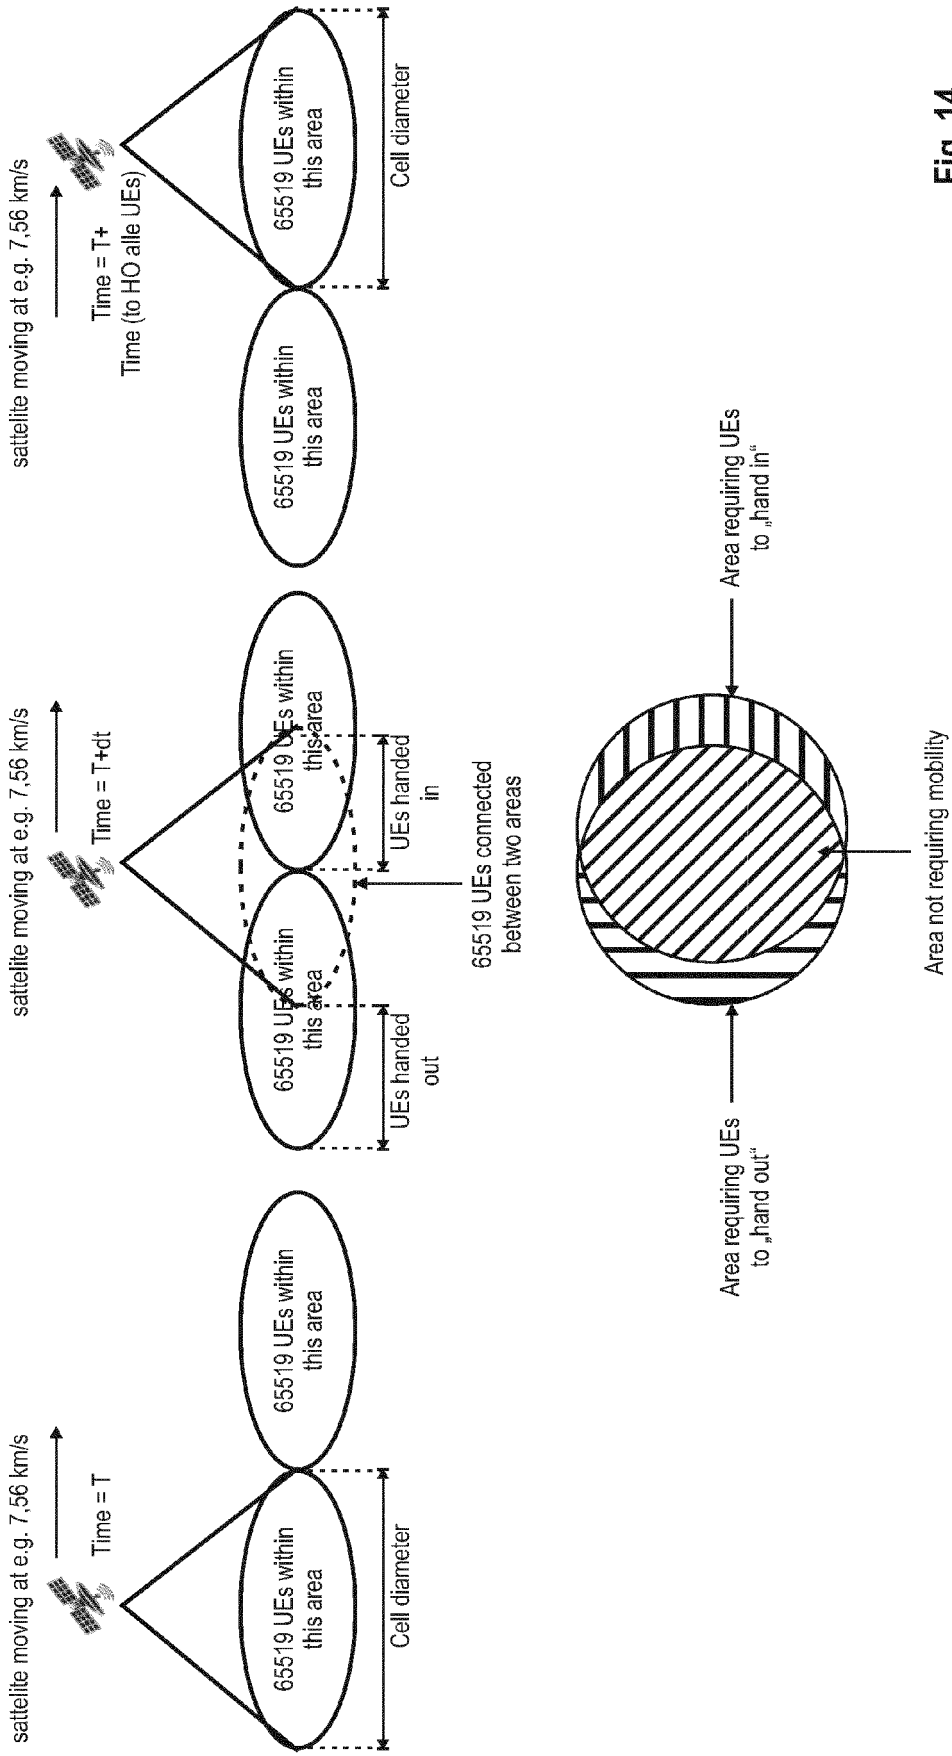 sattelite moving at e.g. 7,56 km/s
Time = T
65519 UEs within
this area
65519 UEs within
this area
Cell diameter
sattelite moving at e.g. 7,56 km/s
Time = T+dt
65519 UEs within
this area
65519 UEs within
this area
UEs handed
out
UEs handed
in
65519 UEs connected
between two areas
sattelite moving at e.g. 7,56 km/s
Time = T+
Time (to HO alle UEs)
65519 UEs within
this area
65519 UEs within
this area
Cell diameter
Area requiring UEs
to „hand out“
Area requiring UEs
to „hand in“
Area not requiring mobility
Fig. 14